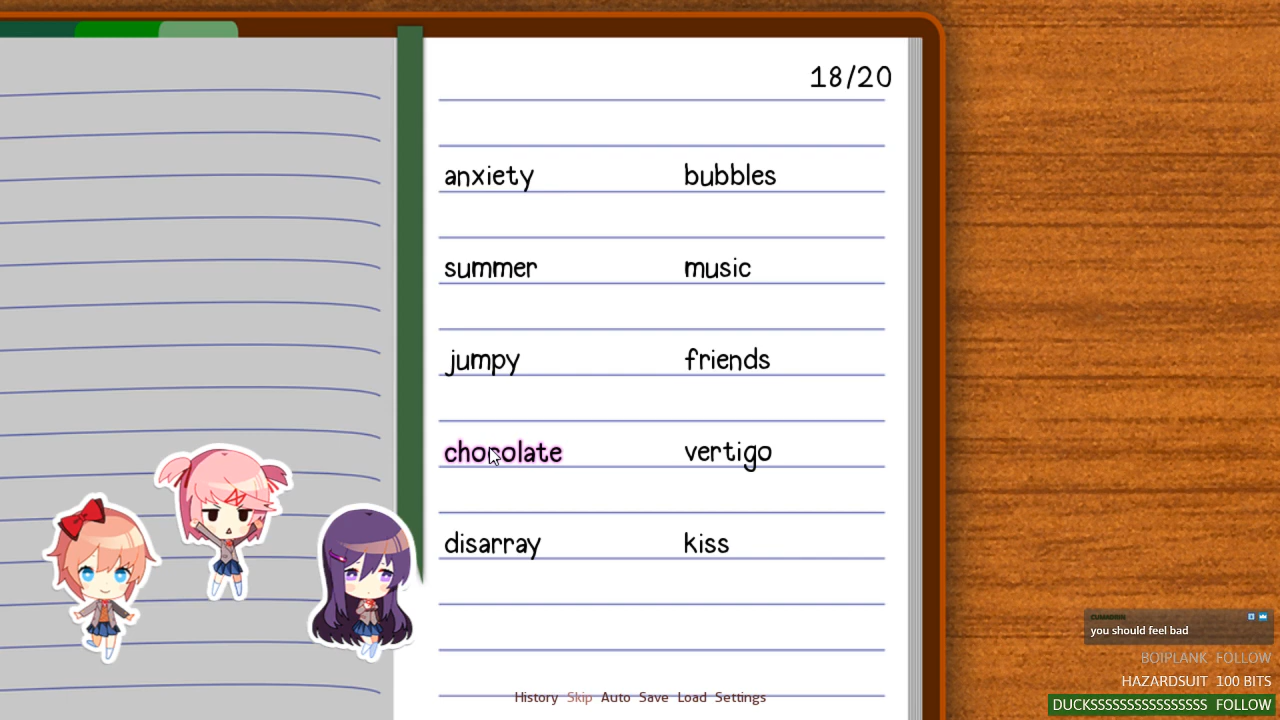 18/20
anxiety bubbles
summer music
jumpy friends
chocolate vertigo
disarray kiss
you should feel bad
BOIPLANK FOLLOW
HAZARDSUIT 100 BITS
DUCKSSSSSSSSSSSSSSSS FOLLOW
History Skip Auto Save Load Settings